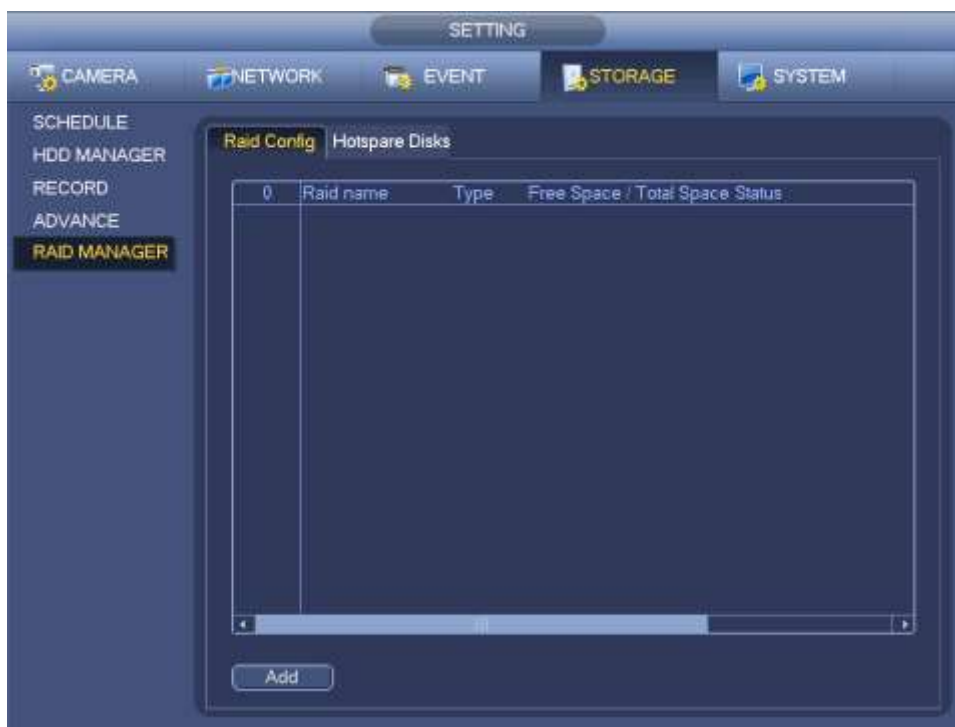 SETTING
CAMERA NETWORK EVENT STORAGE SYSTEM
SCHEDULE
HDD MANAGER
RECORD
ADVANCE
RAID MANAGER
Raid Config Hotspare Disks
0 Raid name Type Free Space / Total Space Status
Add